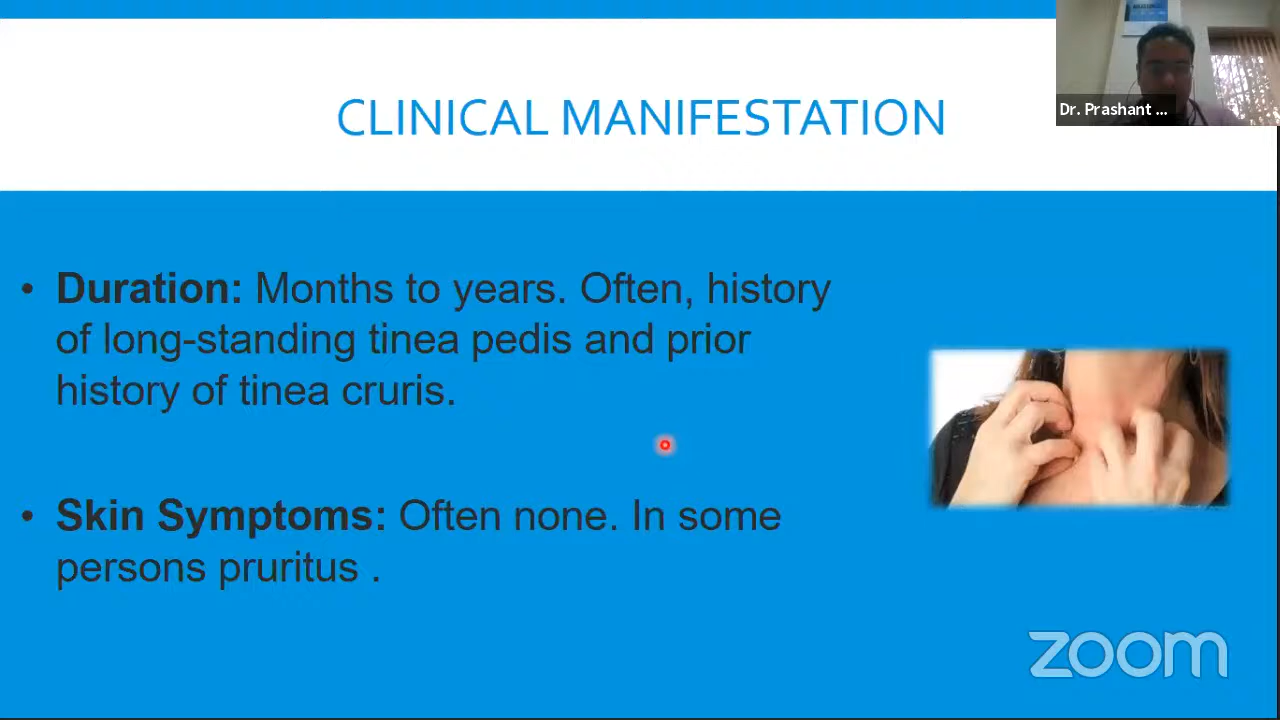 CLINICAL MANIFESTATION
Dr. Prashant ...
• Duration: Months to years. Often, history
of long-standing tinea pedis and prior
history of tinea cruris.
• Skin Symptoms: Often none. In some
persons pruritus .
zoom